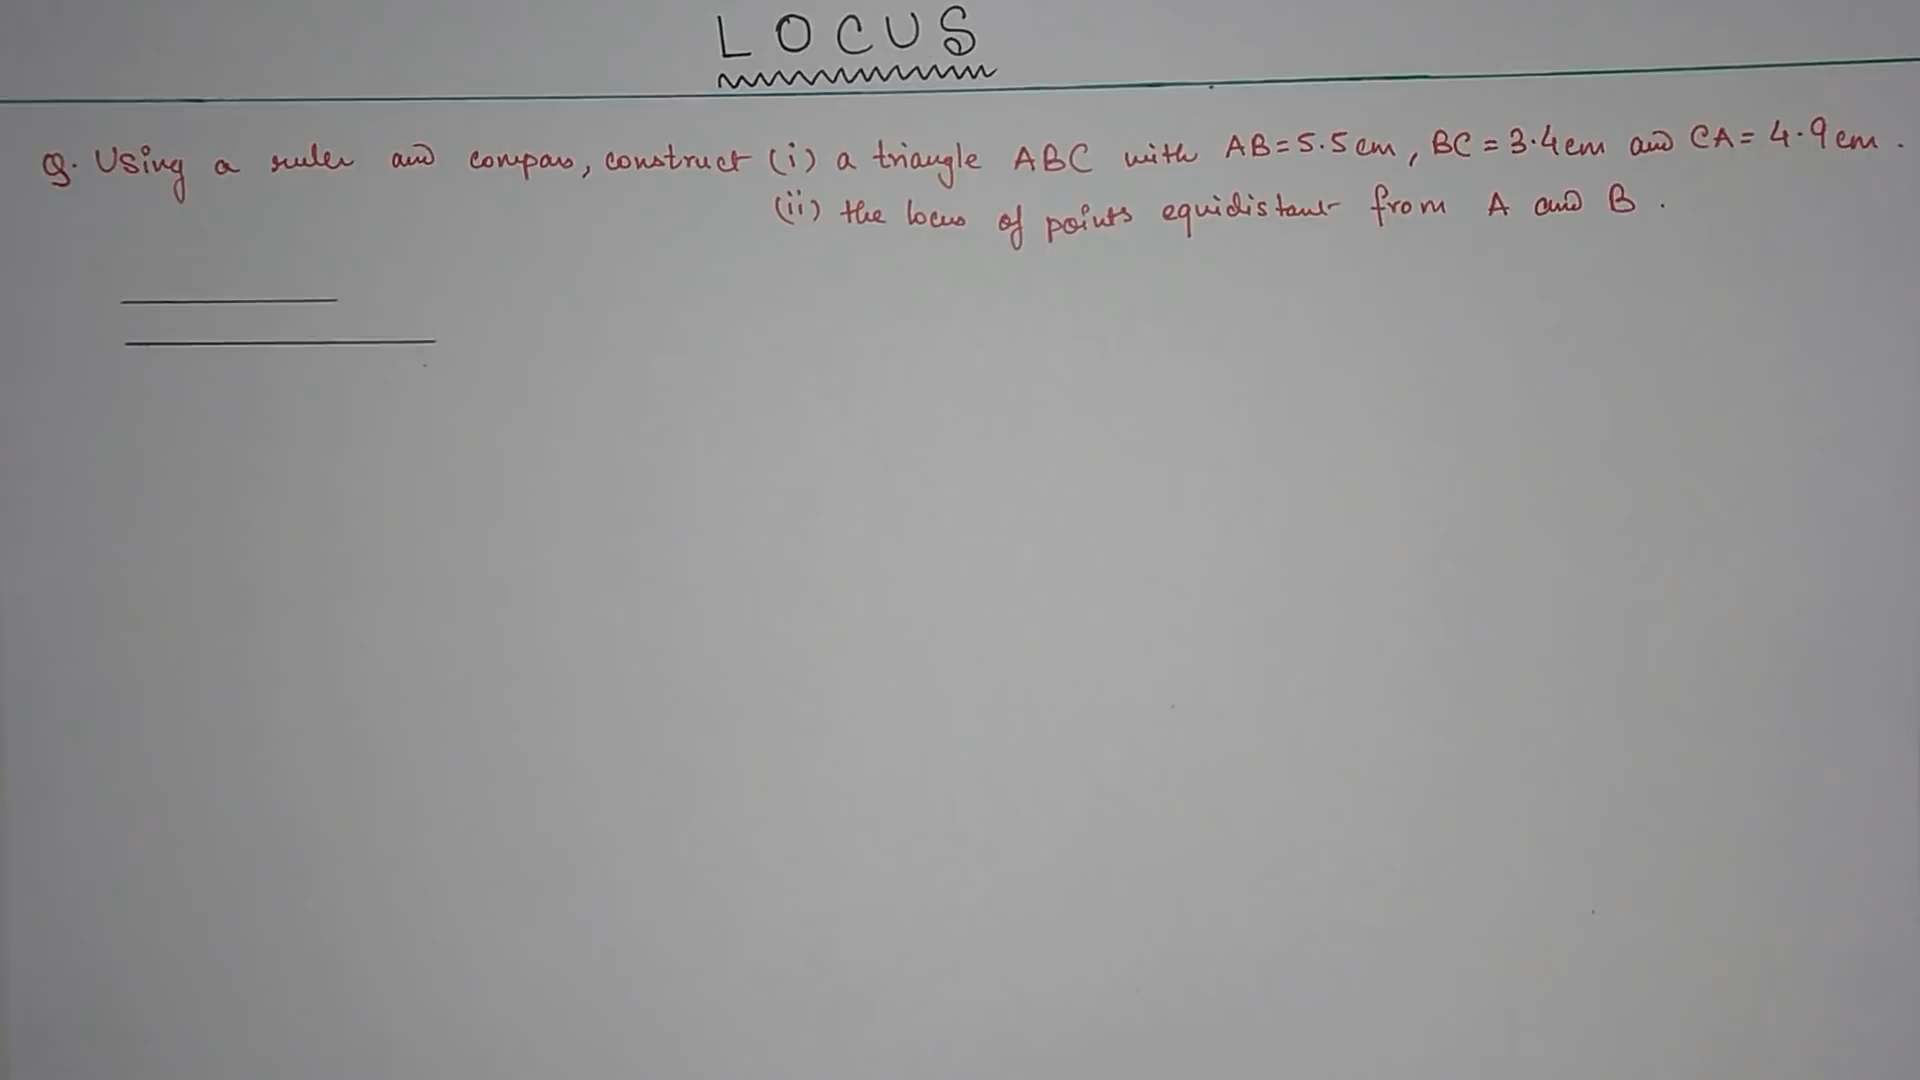 LOCUS
Q. Using a ruler and compass, construct (i) a triangle ABC with AB = 5.5 cm, BC = 3.4 cm and CA = 4.9 cm.
(ii) the locus of points equidistant from A and B.